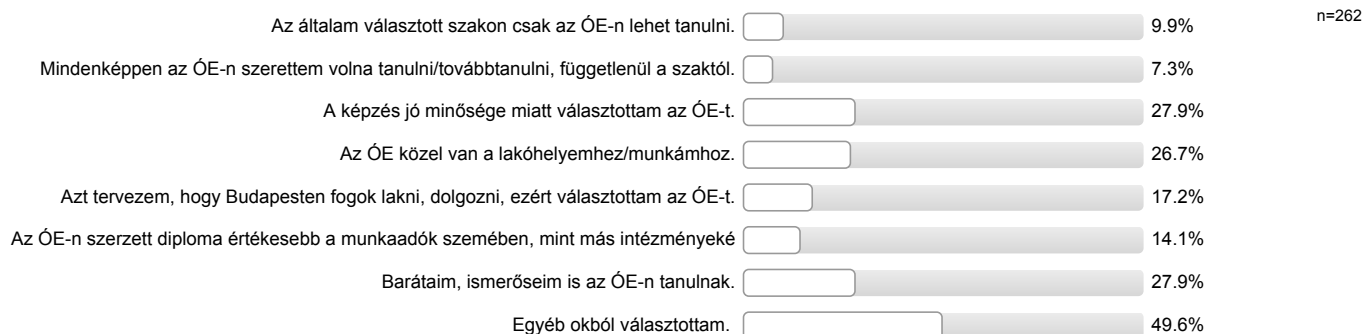 Az általam választott szakon csak az ÓE-n lehet tanulni. 9.9% n=262
Mindenképpen az ÓE-n szerettem volna tanulni/továbbtanulni, függetlenül a szaktól. 7.3%
A képzés jó minősége miatt választottam az ÓE-t. 27.9%
Az ÓE közel van a lakóhelyemhez/munkámhoz. 26.7%
Azt tervezem, hogy Budapesten fogok lakni, dolgozni, ezért választottam az ÓE-t. 17.2%
Az ÓE-n szerzett diploma értékesebb a munkaadók szemében, mint más intézményeké 14.1%
Barátaim, ismerőseim is az ÓE-n tanulnak. 27.9%
Egyéb okból választottam. 49.6%